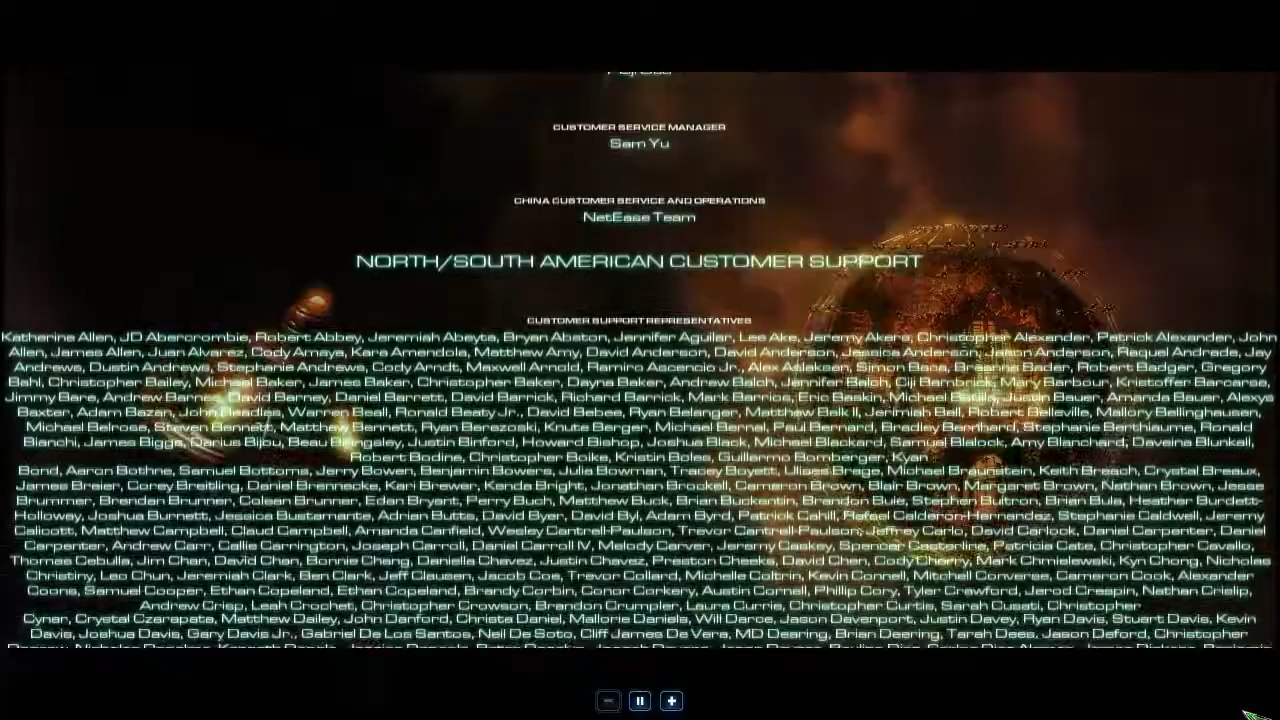 CUSTOMER SERVICE MANAGER
Sam Yu
CHINA CUSTOMER SERVICE AND OPERATIONS
NetEase Team
NORTH/SOUTH AMERICAN CUSTOMER SUPPORT
CUSTOMER SUPPORT REPRESENTATIVES
Katherine Allen, JD Abercrombie, Robert Abbey, Jeremiah Abeyta, Bryan Abston, Jennifer Aguilar, Lee Ake, Jeremy Akers, Christopher Alexander, Patrick Alexander, John
Allen, James Allen, Juan Alvarez, Cody Amaya, Kara Amendola, Matthew Amy, David Anderson, David Anderson, Jessica Anderson, Jason Anderson, Raquel Andrade, Jay
Andrews, Dustin Andrews, Stephanie Andrews, Cody Arndt, Maxwell Arnold, Ramiro Ascencio Jr., Alex Aslaksen, Simon Bader, Robert Badger, Gregory
Bahl, Christopher Bailey, Michael Baker, James Baker, Christopher Baker, Dayna Baker, Andrew Balch, Jennifer Balch, Ciji Bambrick, Mary Barbour, Kristoffer Barcarse,
Jimmy Bare, Andrew Barnes, David Barney, Daniel Barrett, David Barrick, Richard Barrick, Mark Barrios, Eric Baskin, Michael Justin Bauer, Amanda Bauer, Alexys
Baxter, Adam Bazan, John Beadles, Warren Beall, Ronald Beaty Jr., David Bebee, Ryan Belanger, Matthew Belk II, Jerimiah Bell, Robert Belleville, Mallory Bellinghausen,
Michael Belrose, Steven Bennett, Matthew Bennett, Ryan Berezoski, Knute Berger, Michael Bernal, Paul Bernard, Bradley Bernhart, Stephanie Berthiaume, Ronald
Bianchi, James Biggs, Darius Bijou, Beau Billingsley, Justin Binford, Howard Bishop, Joshua Black, Michael Blackard, Samuel Blalock, Amy Blanchard, Daveina Blunkall,
Robert Bodine, Christopher Boike, Kristin Boles, Guillermo Bomberger, Kyan
Bond, Aaron Bothne, Samuel Bottoms, Jerry Bowen, Benjamin Bowers, Julia Bowman, Tracey Boyett, Ulises Brage, Michael Braunstein, Keith Breach, Crystal Breaux,
James Breier, Corey Breitling, Daniel Brennecke, Kari Brewer, Kenda Bright, Jonathan Brockell, Cameron Brown, Blair Brown, Margaret Brown, Nathan Brown, Jesse
Brummer, Brendan Brunner, Colean Brunner, Edan Bryant, Perry Buch, Matthew Buck, Brian Buckentin, Brandon Buie, Stephen Buitron, Brian Bula, Heather Burdett-
Holloway, Joshua Burnett, Jessica Bustamante, Adrian Butts, David Byer, David Byl, Adam Byrd, Patrick Cahill, Rafael Calderon-Hernandez, Stephanie Caldwell, Jeremy
Calicott, Matthew Campbell, Claud Campbell, Amanda Canfield, Wesley Cantrell-Paulson, Trevor Cantrell-Paulson, Jeffrey Carlo, David Carlock, Daniel Carpenter, Daniel
Carpenter, Andrew Carr, Callie Carrington, Joseph Carroll, Daniel Carroll IV, Melody Carver, Jeremy Caskey, Spencer Casterline, Patricia Cate, Christopher Cavallo,
Thomas Cebulla, Jim Chan, David Chan, Bonnie Chang, Daniella Chavez, Justin Chavez, Preston Cheeks, David Chen, Cody Cherry, Mark Chmielewski, Kyn Chong, Nicholas
Christiny, Leo Chun, Jeremiah Clark, Ben Clark, Jeff Clausen, Jacob Coe, Trevor Collard, Michelle Coltrin, Kevin Connell, Mitchell Converse, Cameron Cook, Alexander
Coons, Samuel Cooper, Ethan Copeland, Ethan Copeland, Brandy Corbin, Conor Corkery, Austin Cornell, Phillip Cory, Tyler Crawford, Jerod Crespin, Nathan Crislip,
Andrew Crisp, Leah Crochet, Christopher Crowson, Brandon Crumpler, Laura Currie, Christopher Curtis, Sarah Cusati, Christopher
Cynar, Crystal Czarapata, Matthew Dailey, John Danford, Christa Daniel, Mallorie Daniels, Will Darce, Jason Davenport, Justin Davey, Ryan Davis, Stuart Davis, Kevin
Davis, Joshua Davis, Gary Davis Jr., Gabriel De Los Santos, Neil De Soto, Cliff James De Vera, MD Dearing, Brian Deering, Tarah Dees, Jason Deford, Christopher